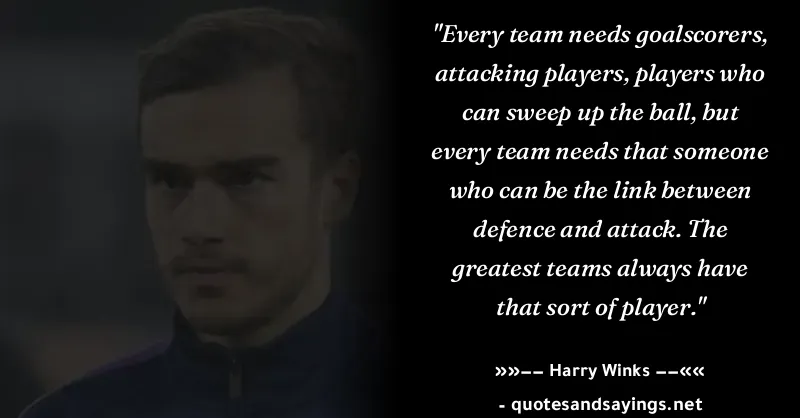 "Every team needs goalscorers,
attacking players, players who
can sweep up the ball, but
every team needs that someone
who can be the link between
defence and attack. The
greatest teams always have
that sort of player."
»»–– Harry Winks ––««
- quotesandsayings.net